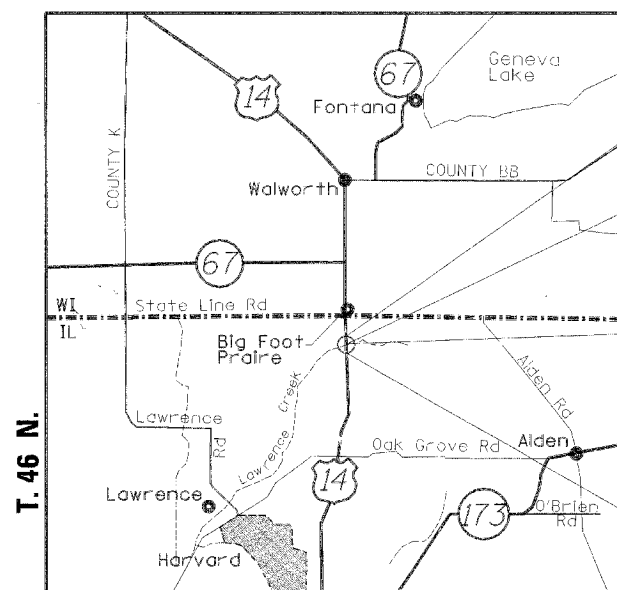 14
67
Geneva
Lake
Fontana
COUNTY K
Walworth
COUNTY BB
67
WI
State Line Rd
IL
Big Foot
Prairie
Lawrence Creek
Alden Rd
Lawrence
Rd
Oak Grove Rd
Alden
14
Lawrence
173
O'Brien
Rd
Harvard
T. 46 N.